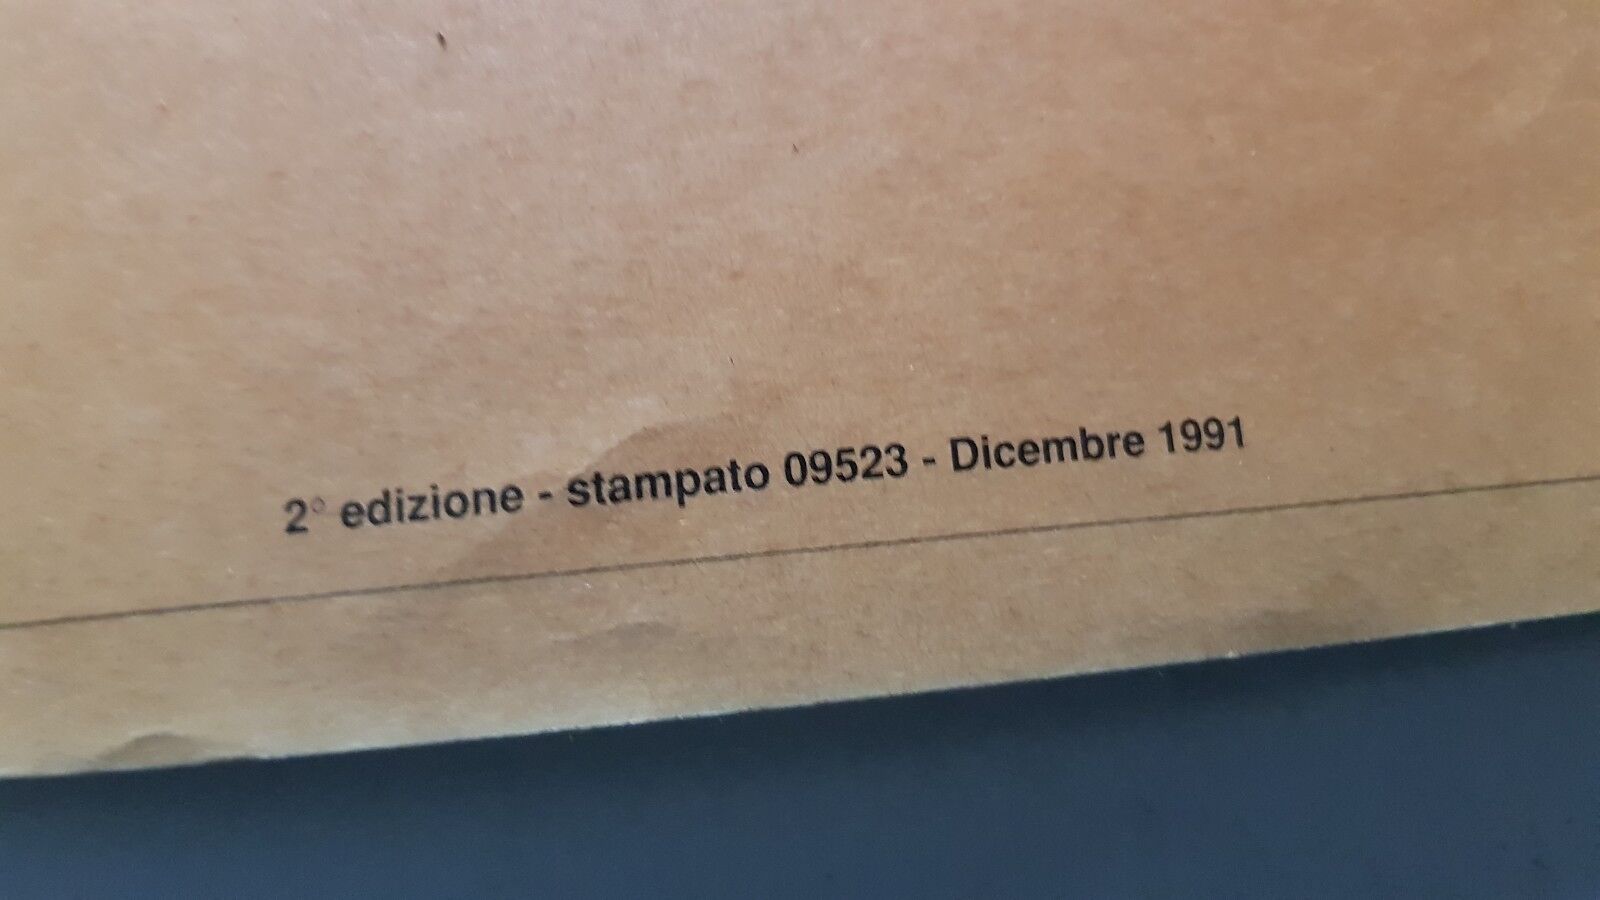 2° edizione - stampato 09523 - Dicembre 1991